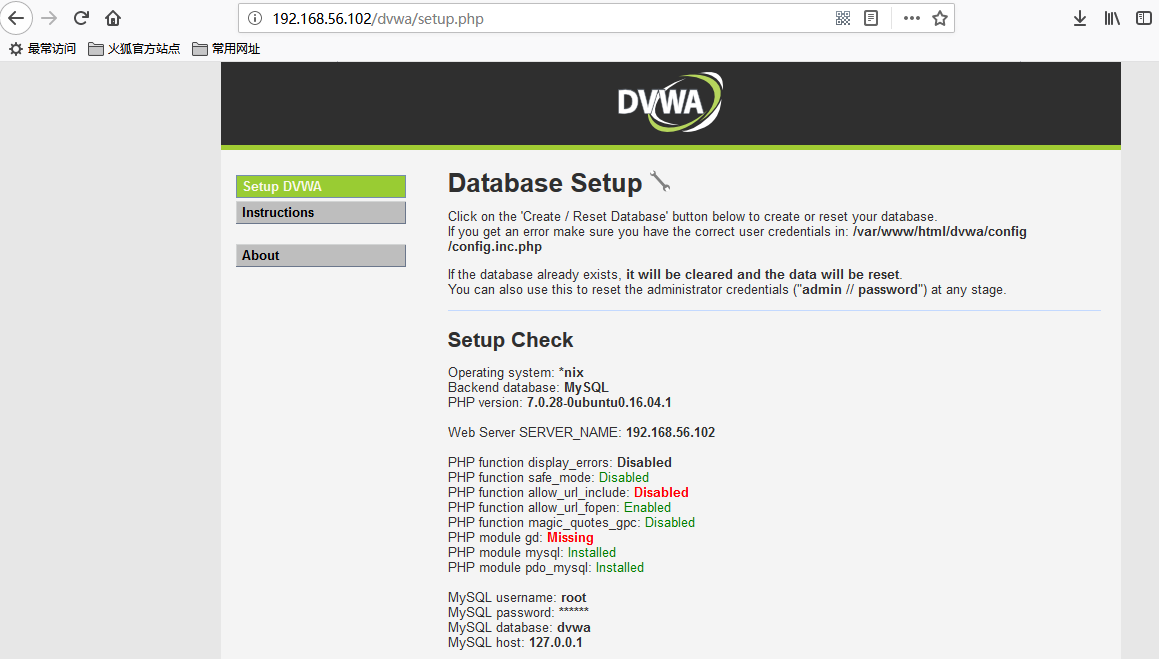 192.168.56.102/dvwa/setup.php
最常访问 火狐官方站点 常用网址
DVWA
Setup DVWA
Instructions
About
Database Setup
Click on the 'Create / Reset Database' button below to create or reset your database.
If you get an error make sure you have the correct user credentials in: /var/www/html/dvwa/config
/config.inc.php
If the database already exists, it will be cleared and the data will be reset.
You can also use this to reset the administrator credentials ("admin // password") at any stage.
Setup Check
Operating system: *nix
Backend database: MySQL
PHP version: 7.0.28-0ubuntu0.16.04.1
Web Server SERVER_NAME: 192.168.56.102
PHP function display_errors: Disabled
PHP function safe_mode: Disabled
PHP function allow_url_include: Disabled
PHP function allow_url_fopen: Enabled
PHP function magic_quotes_gpc: Disabled
PHP module gd: Missing
PHP module mysql: Installed
PHP module pdo_mysql: Installed
MySQL username: root
MySQL password: ******
MySQL database: dvwa
MySQL host: 127.0.0.1